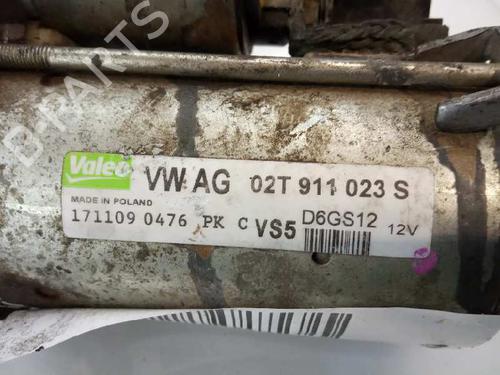 B-PARTS
Valeo VW AG 02T 911 023 S
MADE IN POLAND
171109 0476 PK C VS5 D6GS12 12V